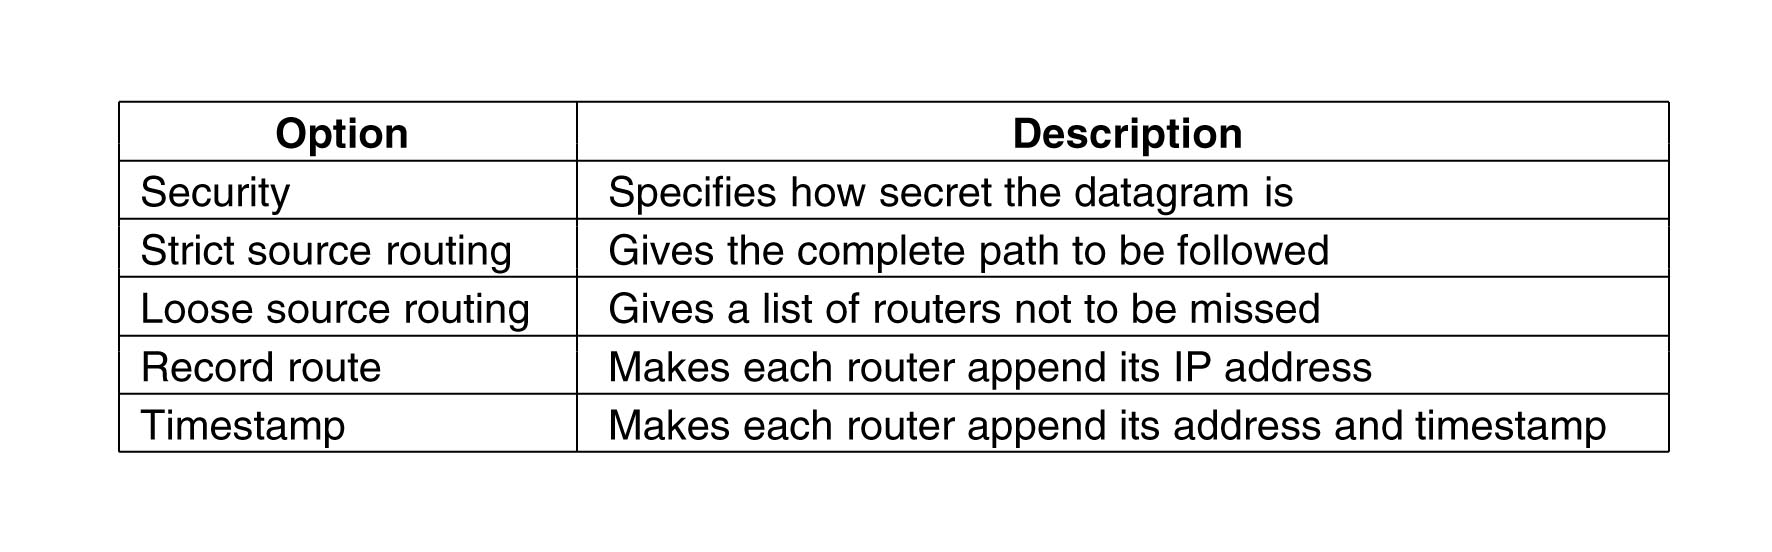 Option Description
Security Specifies how secret the datagram is
Strict source routing Gives the complete path to be followed
Loose source routing Gives a list of routers not to be missed
Record route Makes each router append its IP address
Timestamp Makes each router append its address and timestamp